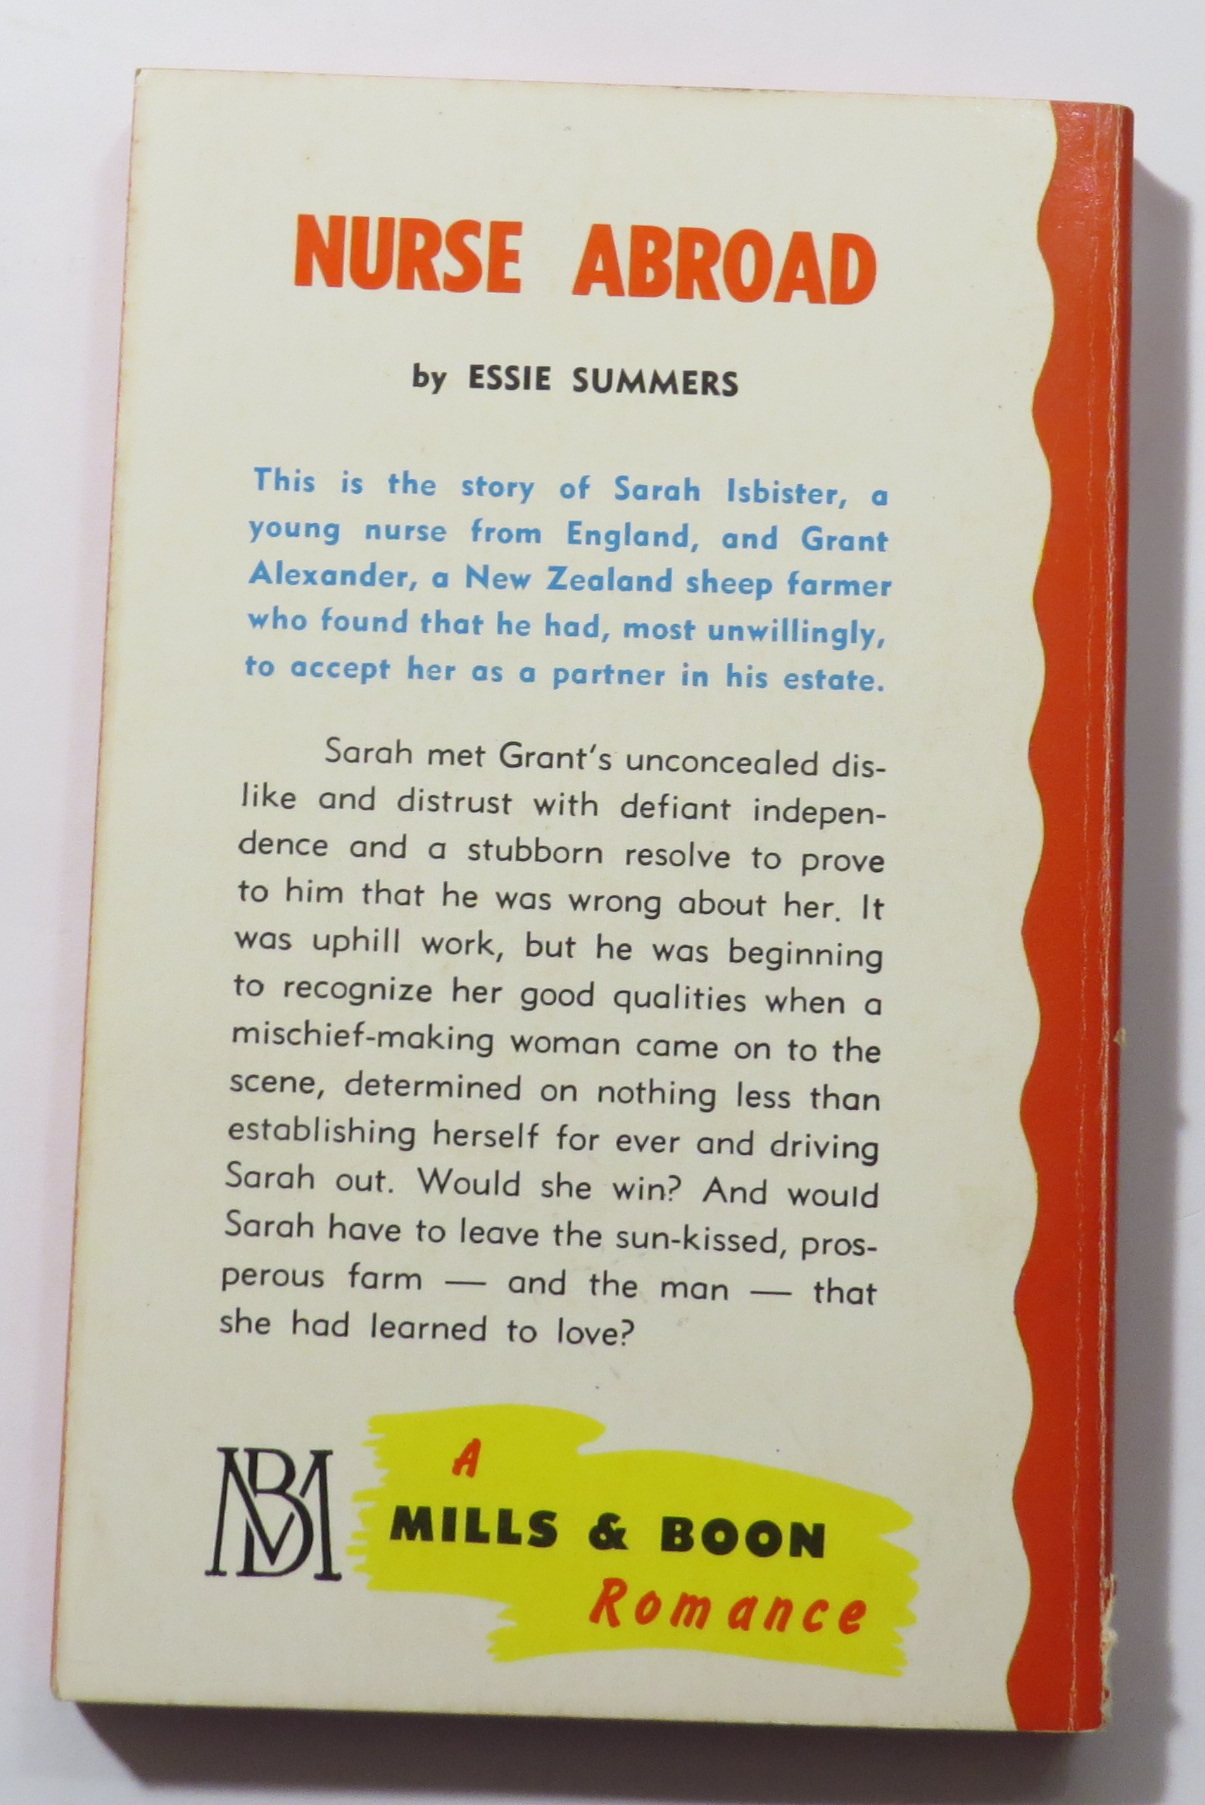 NURSE ABROAD
by ESSIE SUMMERS
This is the story of Sarah Isbister, a
young nurse from England, and Grant
Alexander, a New Zealand sheep farmer
who found that he had, most unwillingly,
to accept her as a partner in his estate.
Sarah met Grant's unconcealed dis-
like and distrust with defiant indepen-
dence and a stubborn resolve to prove
to him that he was wrong about her. It
was uphill work, but he was beginning
to recognize her good qualities when a
mischief-making woman came on to the
scene, determined on nothing less than
establishing herself for ever and driving
Sarah out. Would she win? And would
Sarah have to leave the sun-kissed, pros-
perous farm — and the man — that
she had learned to love?
MB
A
MILLS & BOON
Romance